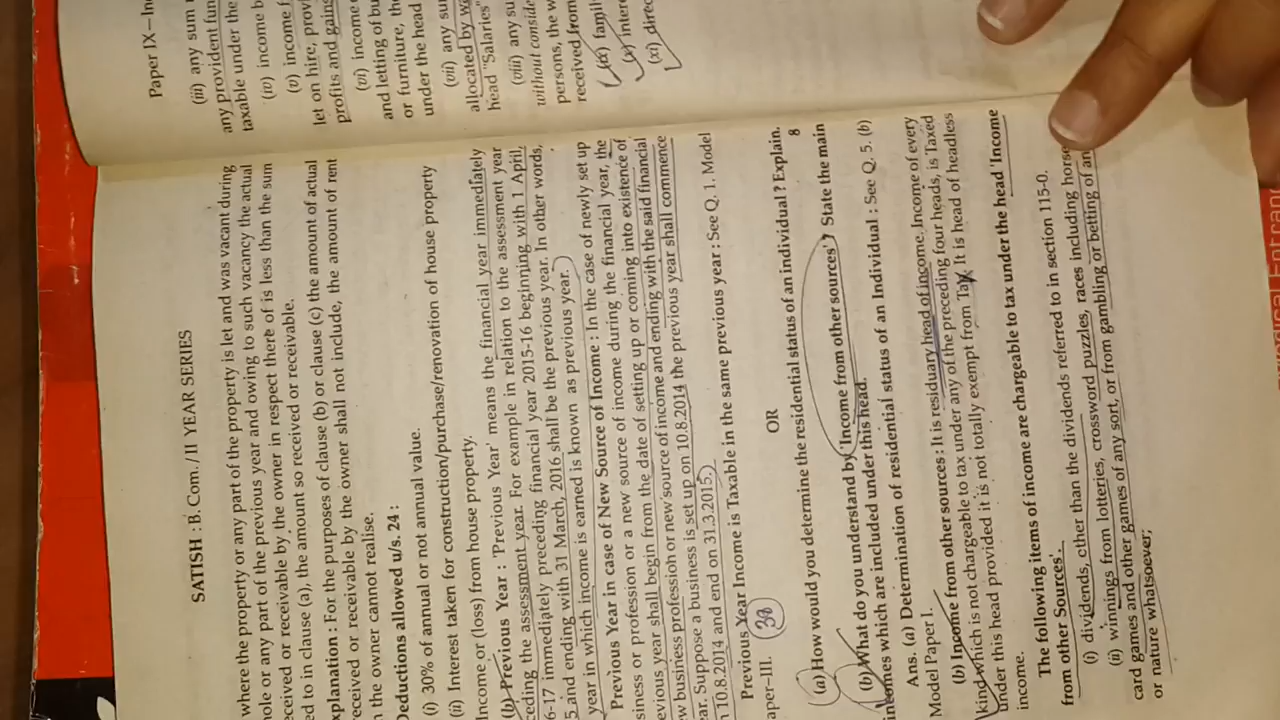 SATISH : B.Com./II YEAR SERIES
where the property or any part of the property is let and was vacant during
or any part of the previous year and owing to such vacancy the actual
received or receivable by the owner in respect there of is less than the sum
to in clause (a), the amount so received or receivable.
Explanation : For the purposes of clause (b) or clause (c) the amount of actual
received or receivable by the owner shall not include, the amount of rent
the owner cannot realise.
Deductions allowed u/s. 24 :
(i) 30% of annual or not annual value.
(ii) Interest taken for construction/purchase/renovation of house property
Income or (loss) from house property.
(b) Previous Year : 'Previous Year' means the financial year immediately
the assessment year. For example in relation to the assessment year
6-17 immediately preceding financial year 2015-16 beginning with 1 April,
5 and ending with 31 March, 2016 shall be the previous year. In other words,
year in which income is earned is known as previous year.
Previous Year in case of New Source of Income : In the case of newly set up
or profession or a new source of income during the financial year, the
year shall begin from the date of setting up or coming into existence of
business profession or new source of income and ending with the said financial
Suppose a business is set up on 10.8.2014 the previous year shall commence
10.8.2014 and end on 31.3.2015.
Previous Year Income is Taxable in the same previous year : See Q. 1. Model
aper-III. 39
OR
(a) How would you determine the residential status of an individual ? Explain.
8
(b) What do you understand by 'Income from other sources' ? State the main
incomes which are included under this head.
Ans. (a) Determination of residential status of an Individual : See Q. 5. (b)
Model Paper I.
(b) Income from other sources : It is residuary head of income. Income of every
kind which is not chargeable to tax under any of the preceding four heads, is Taxed
under this head provided it is not totally exempt from Tax. It is head of headless
income.
The following items of income are chargeable to tax under the head 'Income
from other Sources'.
(i) dividends, other than the dividends referred to in section 115-0.
(ii) winnings from lotteries, crossword puzzles, races including horse
card games and other games of any sort, or from gambling or betting of an
or nature whatsoever;
Paper IX—In
(iii) any sum
any provident fun
taxable under the
(iv) income b
(v) income f
let on hire, provi
profits and gains
(vi) income
and letting of bu
or furniture, the
under the head
(vii) any sum
allocated by wa
head "Salaries"
(viii) any su
without conside
persons, the w
received from
(ix) famil
(x) inter
(xi) direc